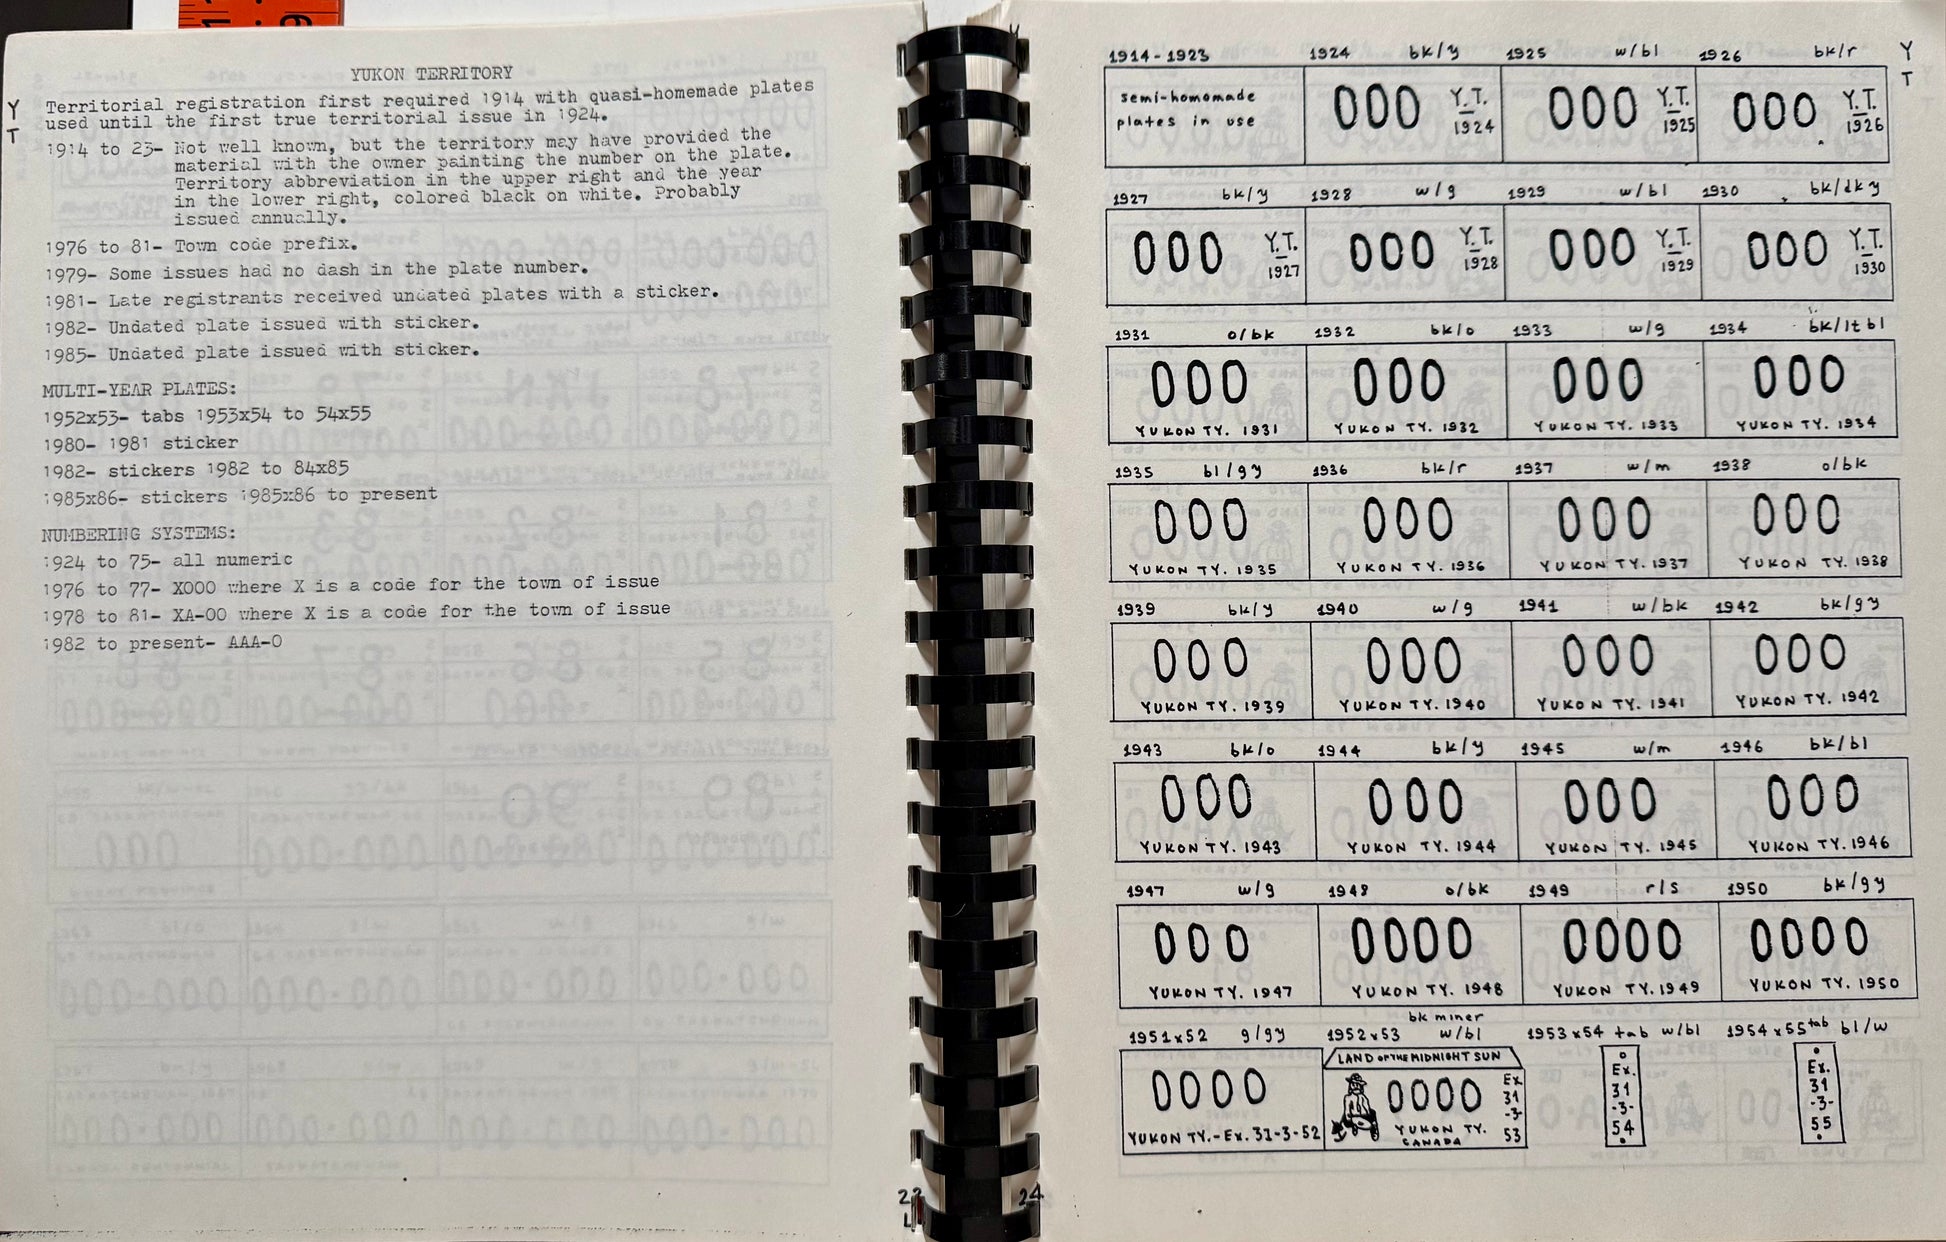 YUKON TERRITORY
Y
T
Territorial registration first required 1914 with quasi-homemade plates
used until the first true territorial issue in 1924.
1914 to 23- Not well known, but the territory may have provided the
material with the owner painting the number on the plate.
Territory abbreviation in the upper right and the year
in the lower right, colored black on white. Probably
issued annually.
1976 to 81- Town code prefix.
1979- Some issues had no dash in the plate number.
1981- Late registrants received undated plates with a sticker.
1982- Undated plate issued with sticker.
1985- Undated plate issued with sticker.
MULTI-YEAR PLATES:
1952x53- tabs 1953x54 to 54x55
1980- 1981 sticker
1982- stickers 1982 to 84x85
1985x86- stickers 1985x86 to present
NUMBERING SYSTEMS:
1924 to 75- all numeric
1976 to 77- X000 where X is a code for the town of issue
1978 to 81- XA-00 where X is a code for the town of issue
1982 to present- AAA-0
Y
T
1914-1923 1924 bk/y 1925 w/bl 1926 bk/r
semi-homomade
plates in use
000 Y.T. 1924
000 Y.T. 1925
000 Y.T. 1926
1927 bk/y 1928 w/g 1929 w/bl 1930 bk/dky
000 Y.T. 1927
000 Y.T. 1928
000 Y.T. 1929
000 Y.T. 1930
1931 o/bk 1932 bk/o 1933 w/g 1934 bk/lt bl
000 000 000 000
YUKON TY. 1931 YUKON TY. 1932 YUKON TY. 1933 YUKON TY. 1934
1935 bl/gy 1936 bk/r 1937 w/m 1938 o/bk
000 000 000 000
YUKON TY. 1935 YUKON TY. 1936 YUKON TY. 1937 YUKON TY. 1938
1939 bk/y 1940 w/g 1941 w/bk 1942 bk/gy
000 000 000 000
YUKON TY. 1939 YUKON TY. 1940 YUKON TY. 1941 YUKON TY. 1942
1943 bk/o 1944 bk/y 1945 w/m 1946 bk/bl
000 000 000 000
YUKON TY. 1943 YUKON TY. 1944 YUKON TY. 1945 YUKON TY. 1946
1947 w/g 1948 o/bk 1949 r/s 1950 bk/gy
000 0000 0000 0000
YUKON TY. 1947 YUKON TY. 1948 YUKON TY. 1949 YUKON TY. 1950
bk miner
1951x52 g/gy 1952x53 w/bl 1953x54 tab w/bl 1954x55 tab bl/w
0000
YUKON TY.-Ex. 31-3-52
LAND OF THE MIDNIGHT SUN
0000
YUKON TY.
CANADA
Ex
31
-3-
53
Ex.
31
-3-
54
Ex.
31
-3-
55
24